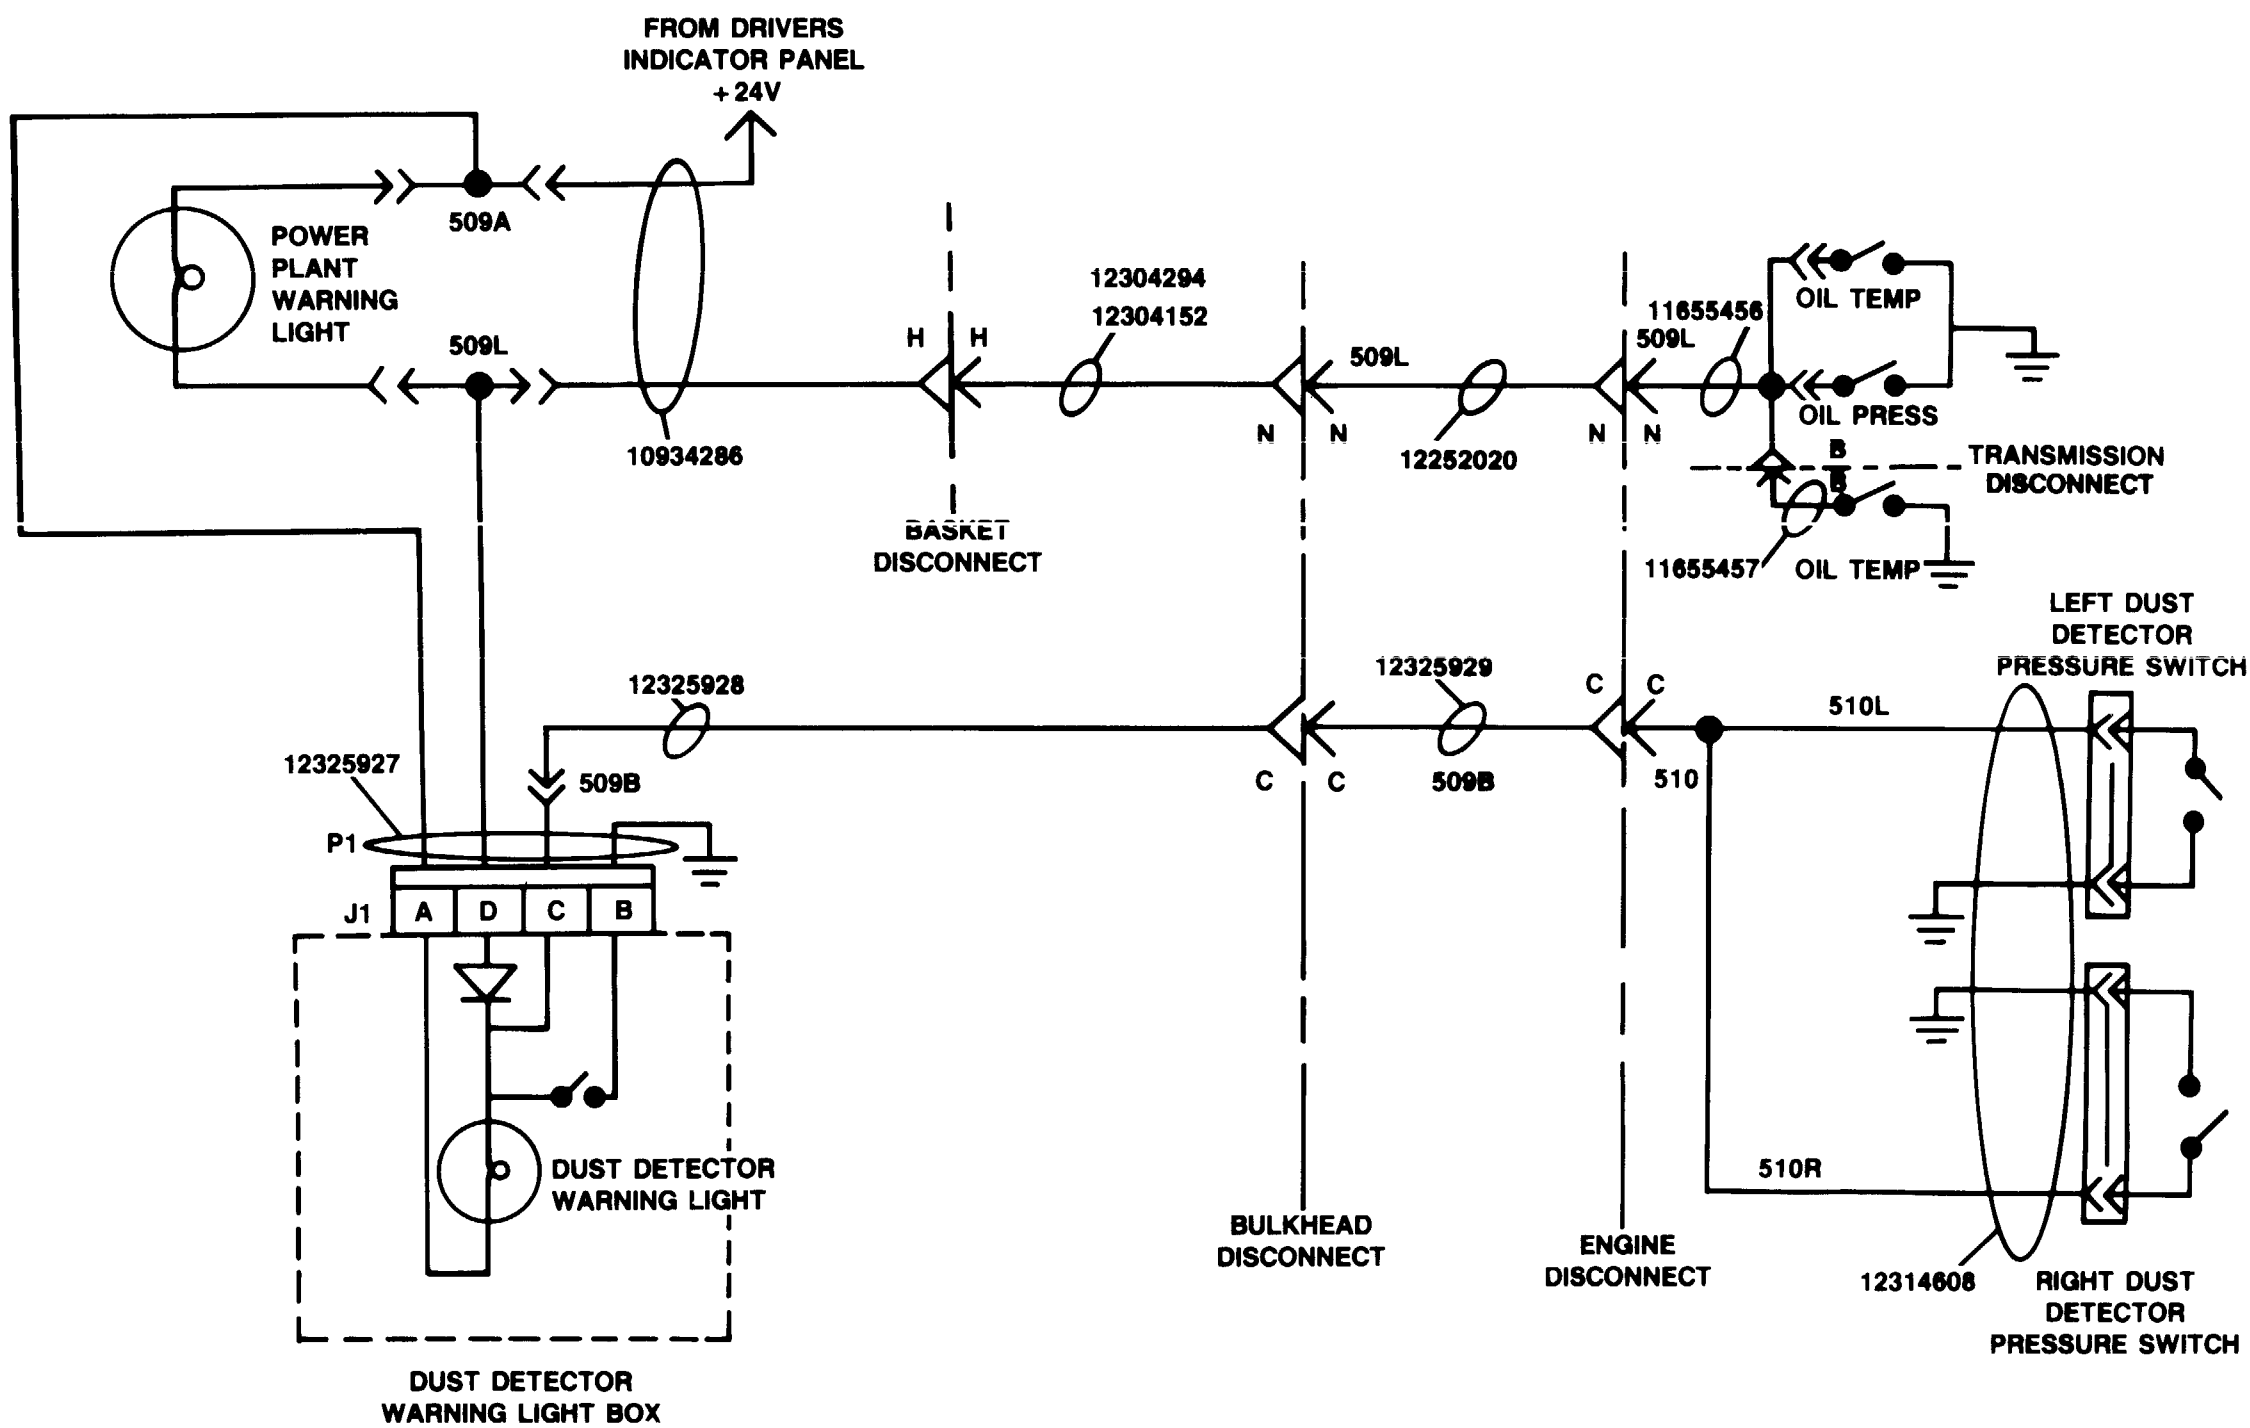 FROM DRIVERS
INDICATOR PANEL
+24V
509A
POWER
PLANT
WARNING
LIGHT
509L
10934286
H H
BASKET
DISCONNECT
12304294
12304152
N N
509L
12252020
N N
11655456
509L
OIL TEMP
OIL PRESS
B
TRANSMISSION
DISCONNECT
B
11655457
OIL TEMP
LEFT DUST
DETECTOR
PRESSURE SWITCH
12325928
12325929
C C
510L
12325927
509B
C C
509B
510
P1
J1
A D C B
DUST DETECTOR
WARNING LIGHT
510R
BULKHEAD
DISCONNECT
ENGINE
DISCONNECT
12314608
RIGHT DUST
DETECTOR
PRESSURE SWITCH
DUST DETECTOR
WARNING LIGHT BOX